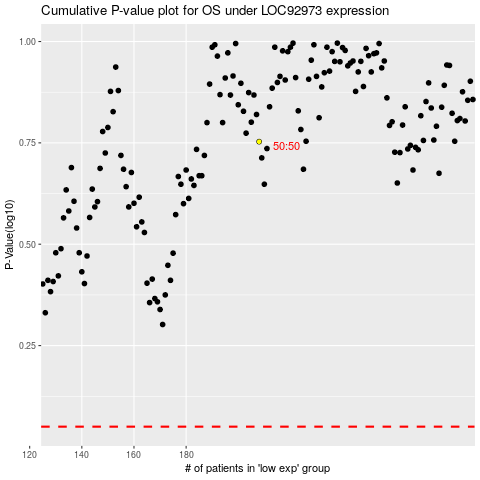 Cumulative P-value plot for OS under LOC92973 expression
1.00
0.75
0.50
0.25
50:50
P-Value(log10)
120 140 160 180
# of patients in 'low exp' group